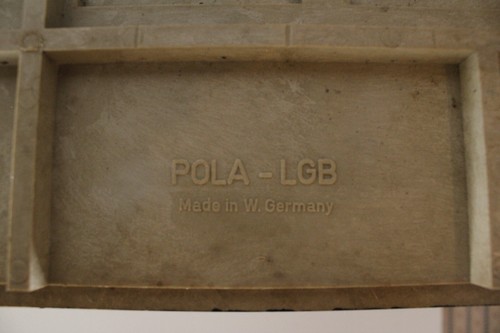 POLA - LGB
Made in W. Germany